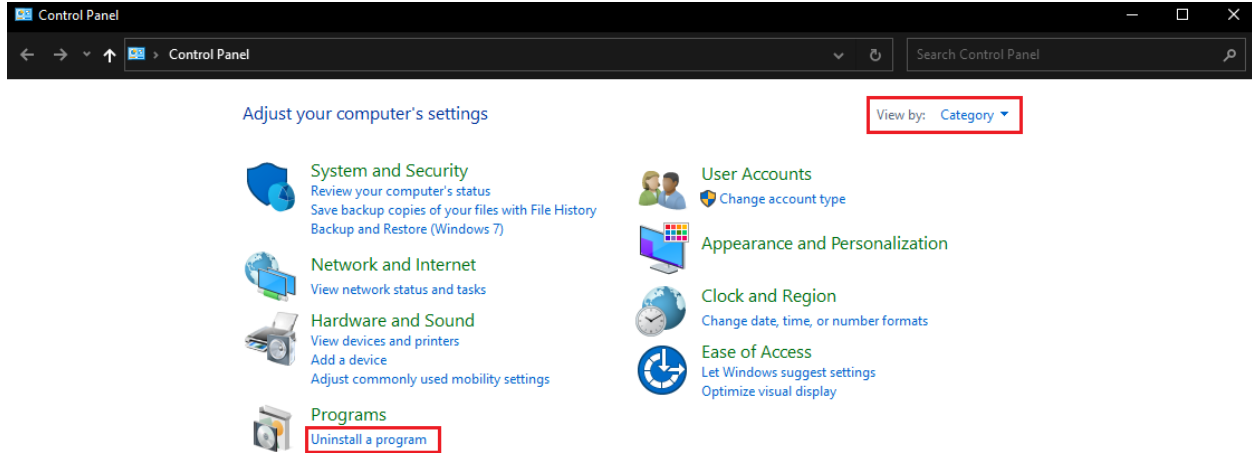 Control Panel
Control Panel
Search Control Panel
Adjust your computer's settings
View by: Category
System and Security
Review your computer's status
Save backup copies of your files with File History
Backup and Restore (Windows 7)
Network and Internet
View network status and tasks
Hardware and Sound
View devices and printers
Add a device
Adjust commonly used mobility settings
Programs
Uninstall a program
User Accounts
Change account type
Appearance and Personalization
Clock and Region
Change date, time, or number formats
Ease of Access
Let Windows suggest settings
Optimize visual display